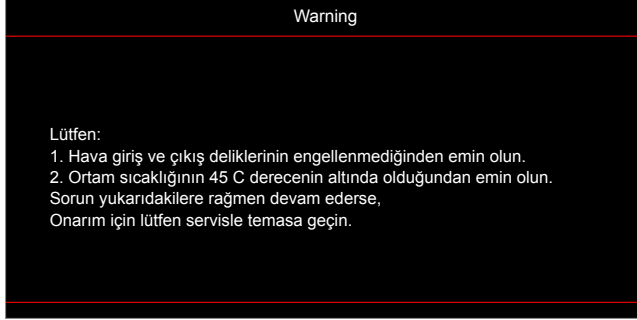 Warning
Lütfen:
1. Hava giriş ve çıkış deliklerinin engellenmediğinden emin olun.
2. Ortam sıcaklığının 45 C derecenin altında olduğundan emin olun.
Sorun yukarıdakilere rağmen devam ederse,
Onarım için lütfen servisle temasa geçin.